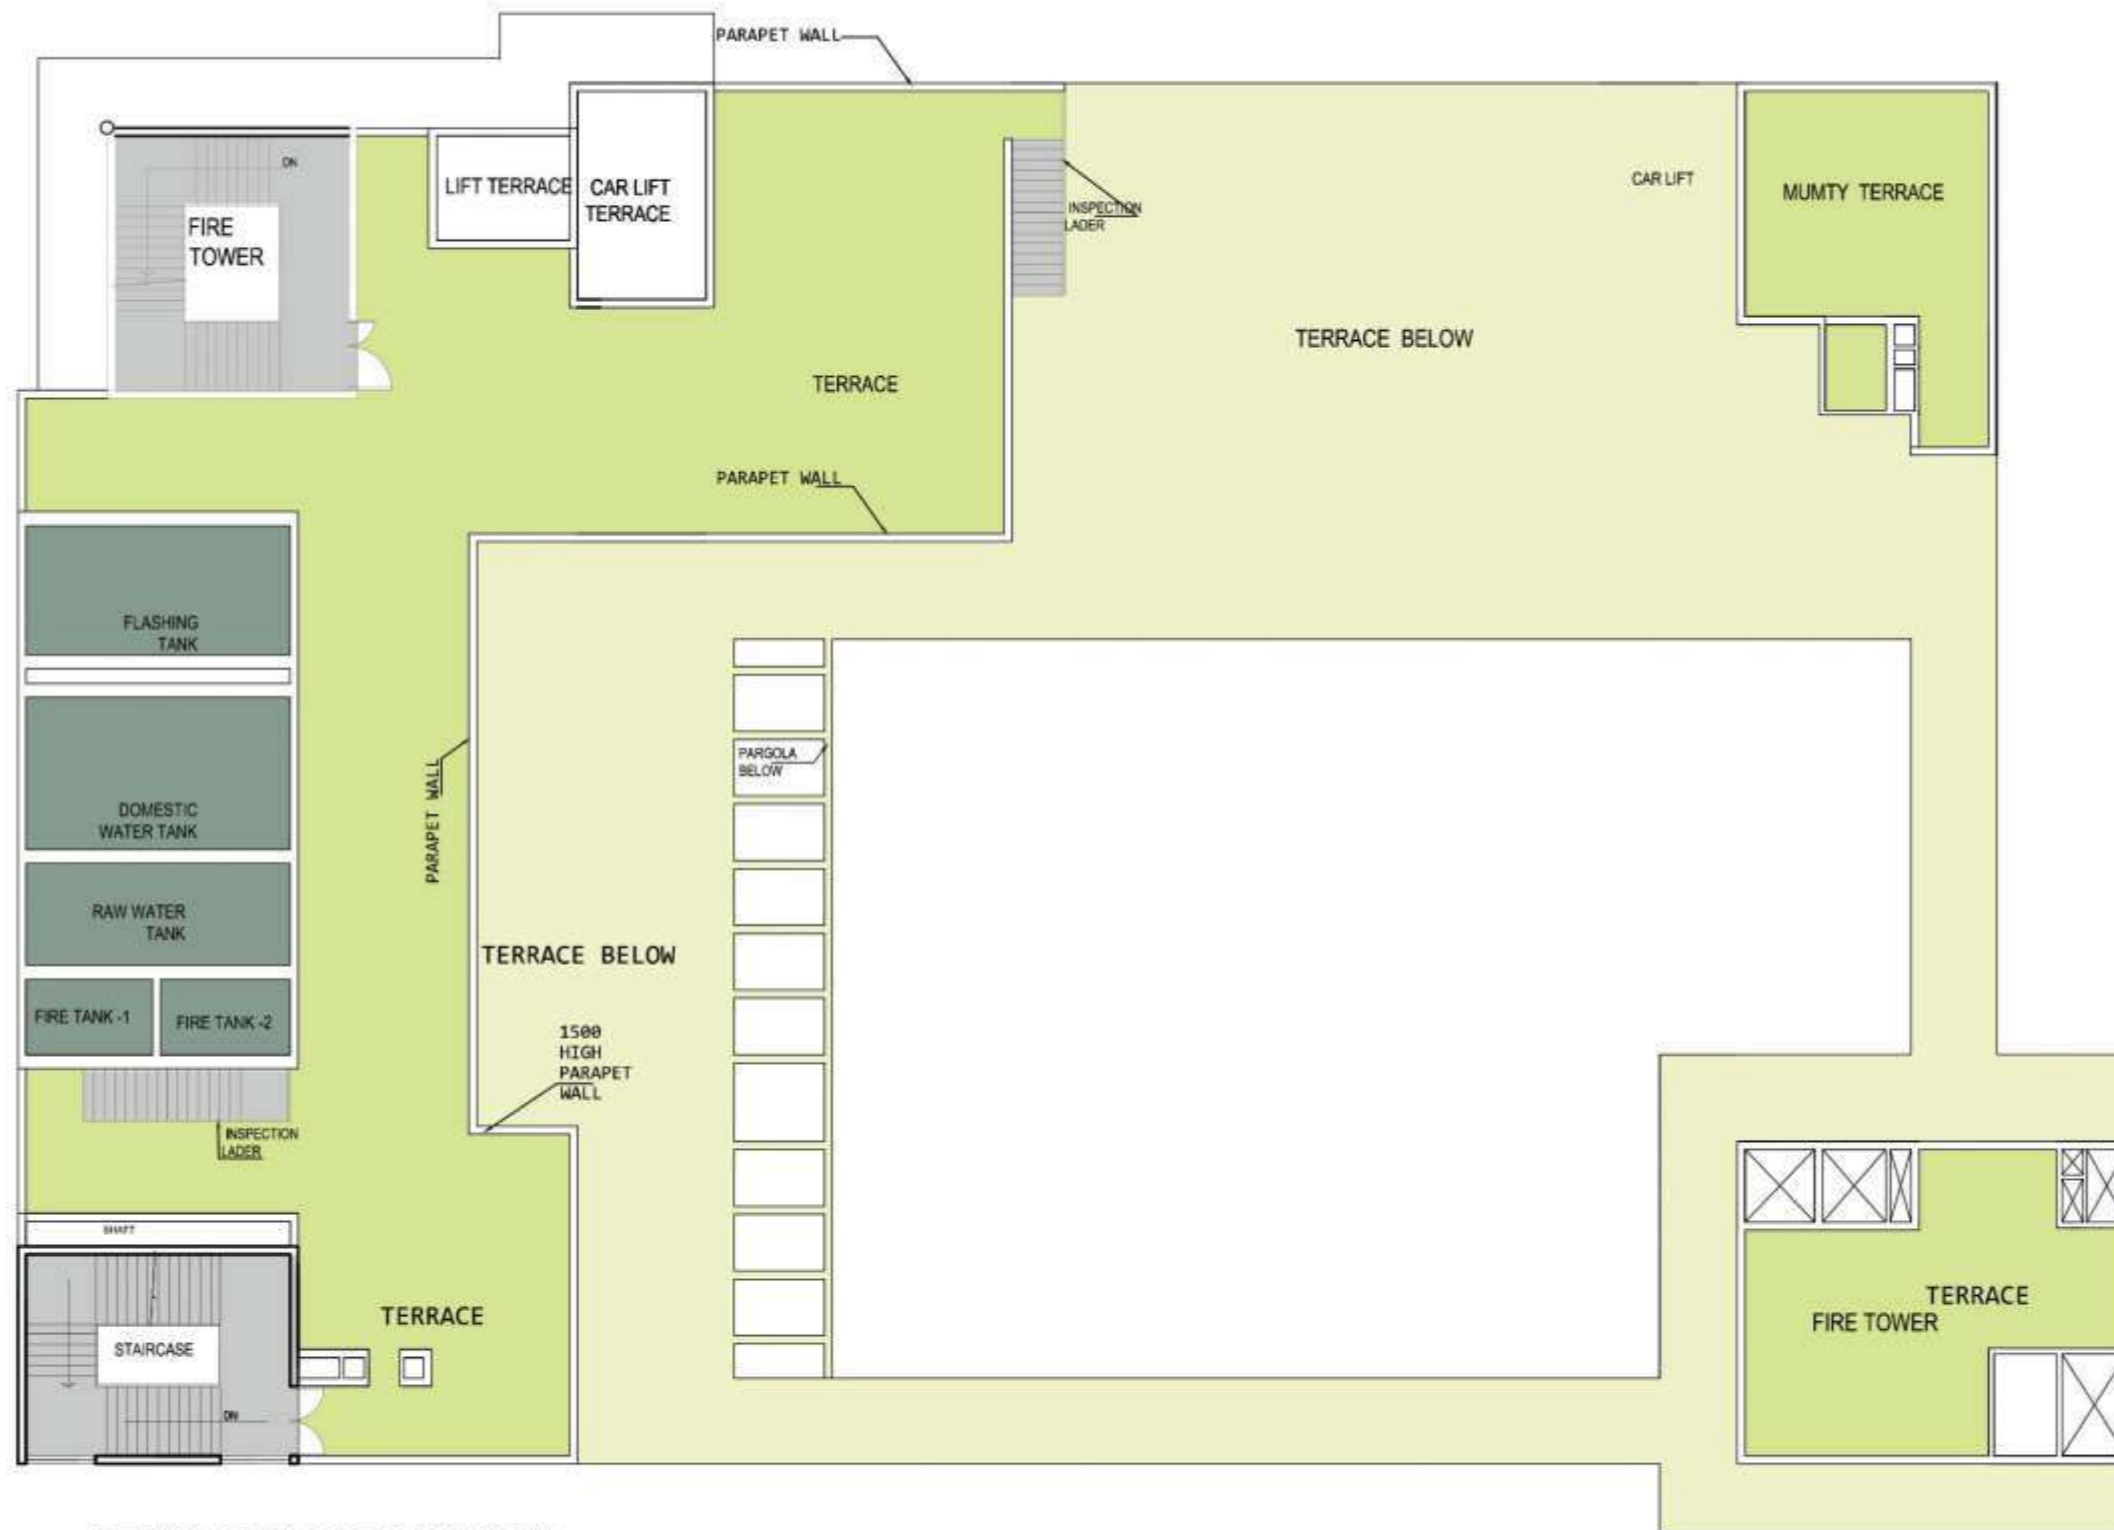 PARAPET WALL
DN
FIRE
TOWER
LIFT TERRACE
CAR LIFT
TERRACE
INSPECTION
LADER
CAR LIFT
MUMTY TERRACE
TERRACE BELOW
TERRACE
PARAPET WALL
FLASHING
TANK
PARGOLA
BELOW
DOMESTIC
WATER TANK
PARAPET WALL
RAW WATER
TANK
TERRACE BELOW
FIRE TANK -1
FIRE TANK -2
1500
HIGH
PARAPET
WALL
INSPECTION
LADER
SHAFT
TERRACE
STAIRCASE
DN
TERRACE
FIRE TOWER